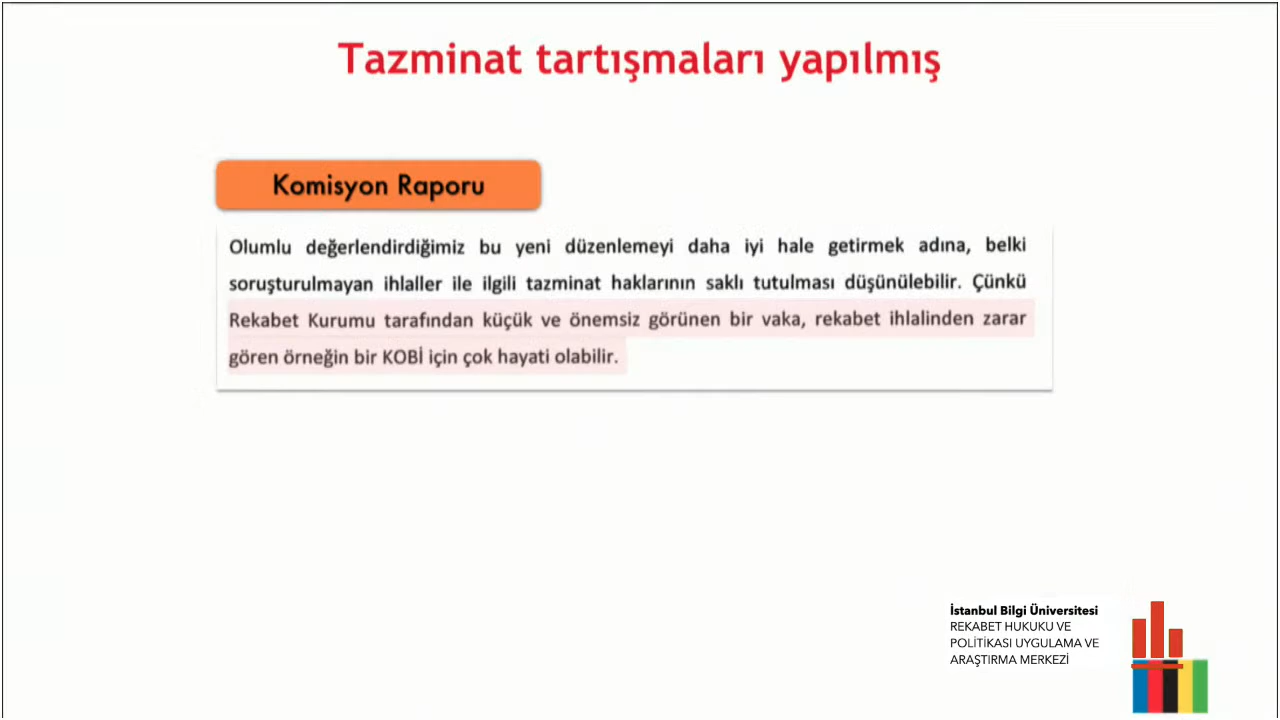 Tazminat tartışmaları yapılmış
Komisyon Raporu
Olumlu değerlendirdiğimiz bu yeni düzenlemeyi daha iyi hale getirmek adına, belki
soruşturulmayan ihlaller ile ilgili tazminat haklarının saklı tutulması düşünülebilir. Çünkü
Rekabet Kurumu tarafından küçük ve önemsiz görünen bir vaka, rekabet ihlalinden zarar
gören örneğin bir KOBİ için çok hayati olabilir.
İstanbul Bilgi Üniversitesi
REKABET HUKUKU VE
POLİTİKASI UYGULAMA VE
ARAŞTIRMA MERKEZİ